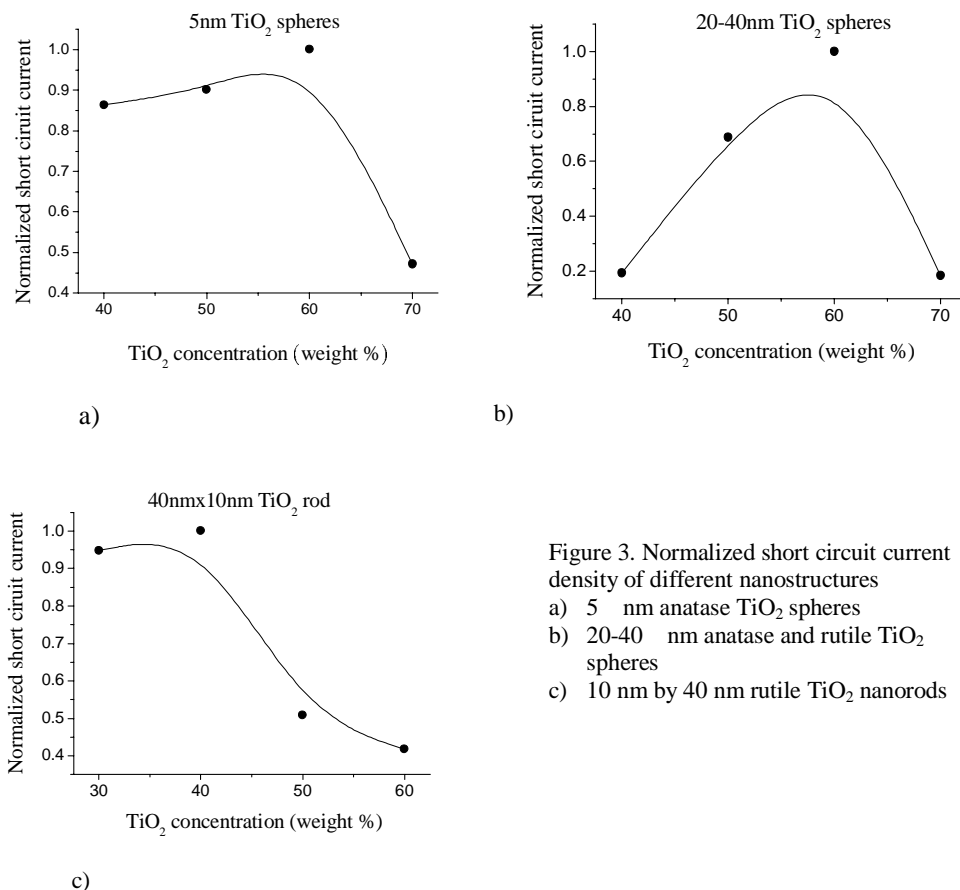 5nm TiO2 spheres
Normalized short ciruit current
1.0
0.9
0.8
0.7
0.6
0.5
0.4
40 50 60 70
TiO2 concentration (weight %)
a)
20-40nm TiO2 spheres
Normalized short ciruit current
1.0
0.8
0.6
0.4
0.2
40 50 60 70
TiO2 concentration (weight %)
b)
40nmx10nm TiO2 rod
Normalized short ciruit current
1.0
0.9
0.8
0.7
0.6
0.5
0.4
30 40 50 60
TiO2 concentration (weight %)
c)
Figure 3. Normalized short circuit current
density of different nanostructures
a) 5 nm anatase TiO2 spheres
b) 20-40 nm anatase and rutile TiO2
spheres
c) 10 nm by 40 nm rutile TiO2 nanorods